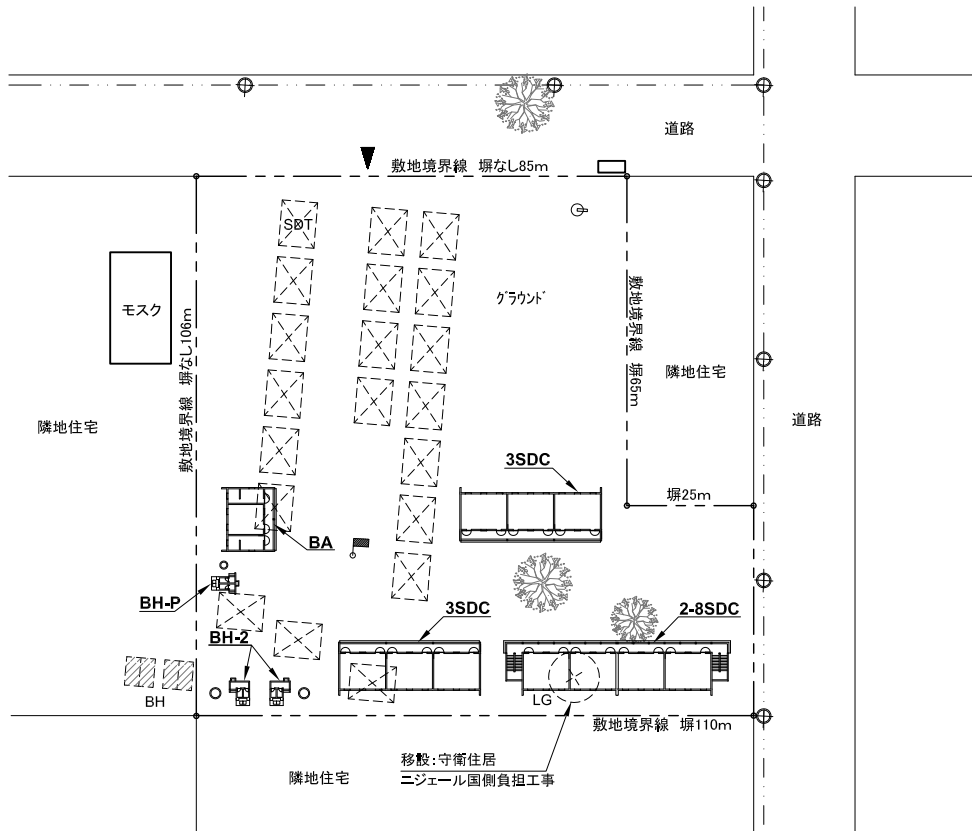 道路
敷地境界線 塀なし85m
SDT
グラウンド
モスク
敷地境界線 塀なし106m
敷地境界線 塀65m
隣地住宅
隣地住宅
道路
3SDC
塀25m
BA
BH-P
3SDC
2-8SDC
BH-2
BH
LG
敷地境界線 塀110m
移設：守衛住居
ニジェール国側負担工事
隣地住宅